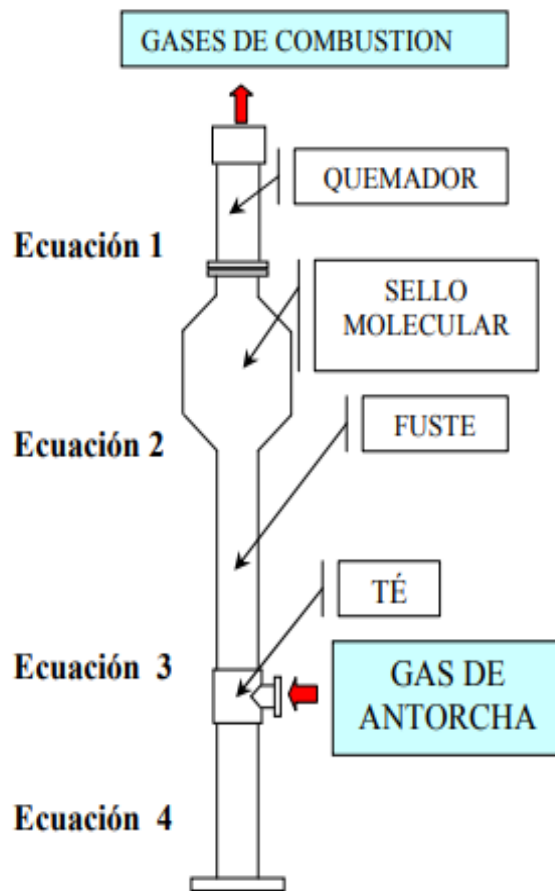 GASES DE COMBUSTION
QUEMADOR
Ecuación 1
SELLO
MOLECULAR
FUSTE
Ecuación 2
TÉ
Ecuación 3
GAS DE
ANTORCHA
Ecuación 4